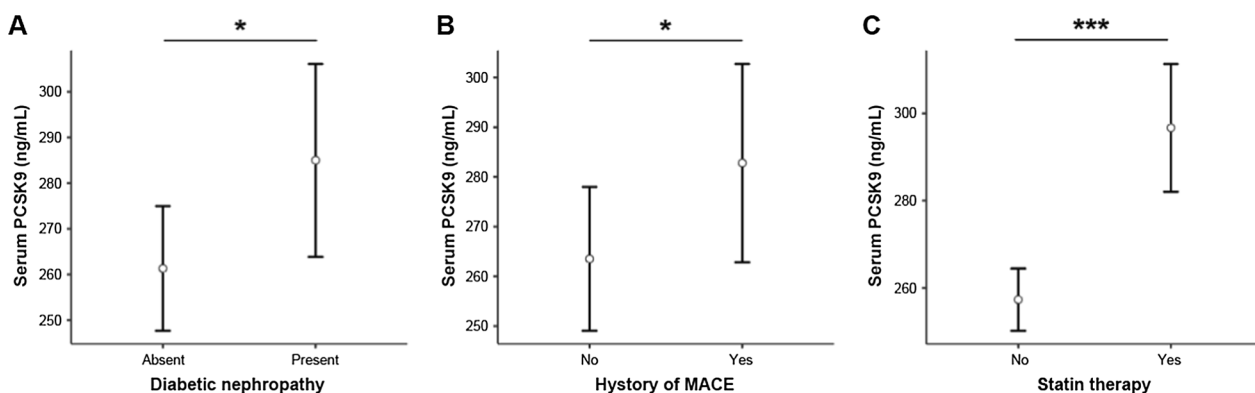 A
*
Serum PCSK9 (ng/mL)
300
290
280
270
260
250
Absent Present
Diabetic nephropathy
B
*
Serum PCSK9 (ng/mL)
300
290
280
270
260
250
No Yes
Hystory of MACE
C
***
Serum PCSK9 (ng/mL)
300
280
260
No Yes
Statin therapy